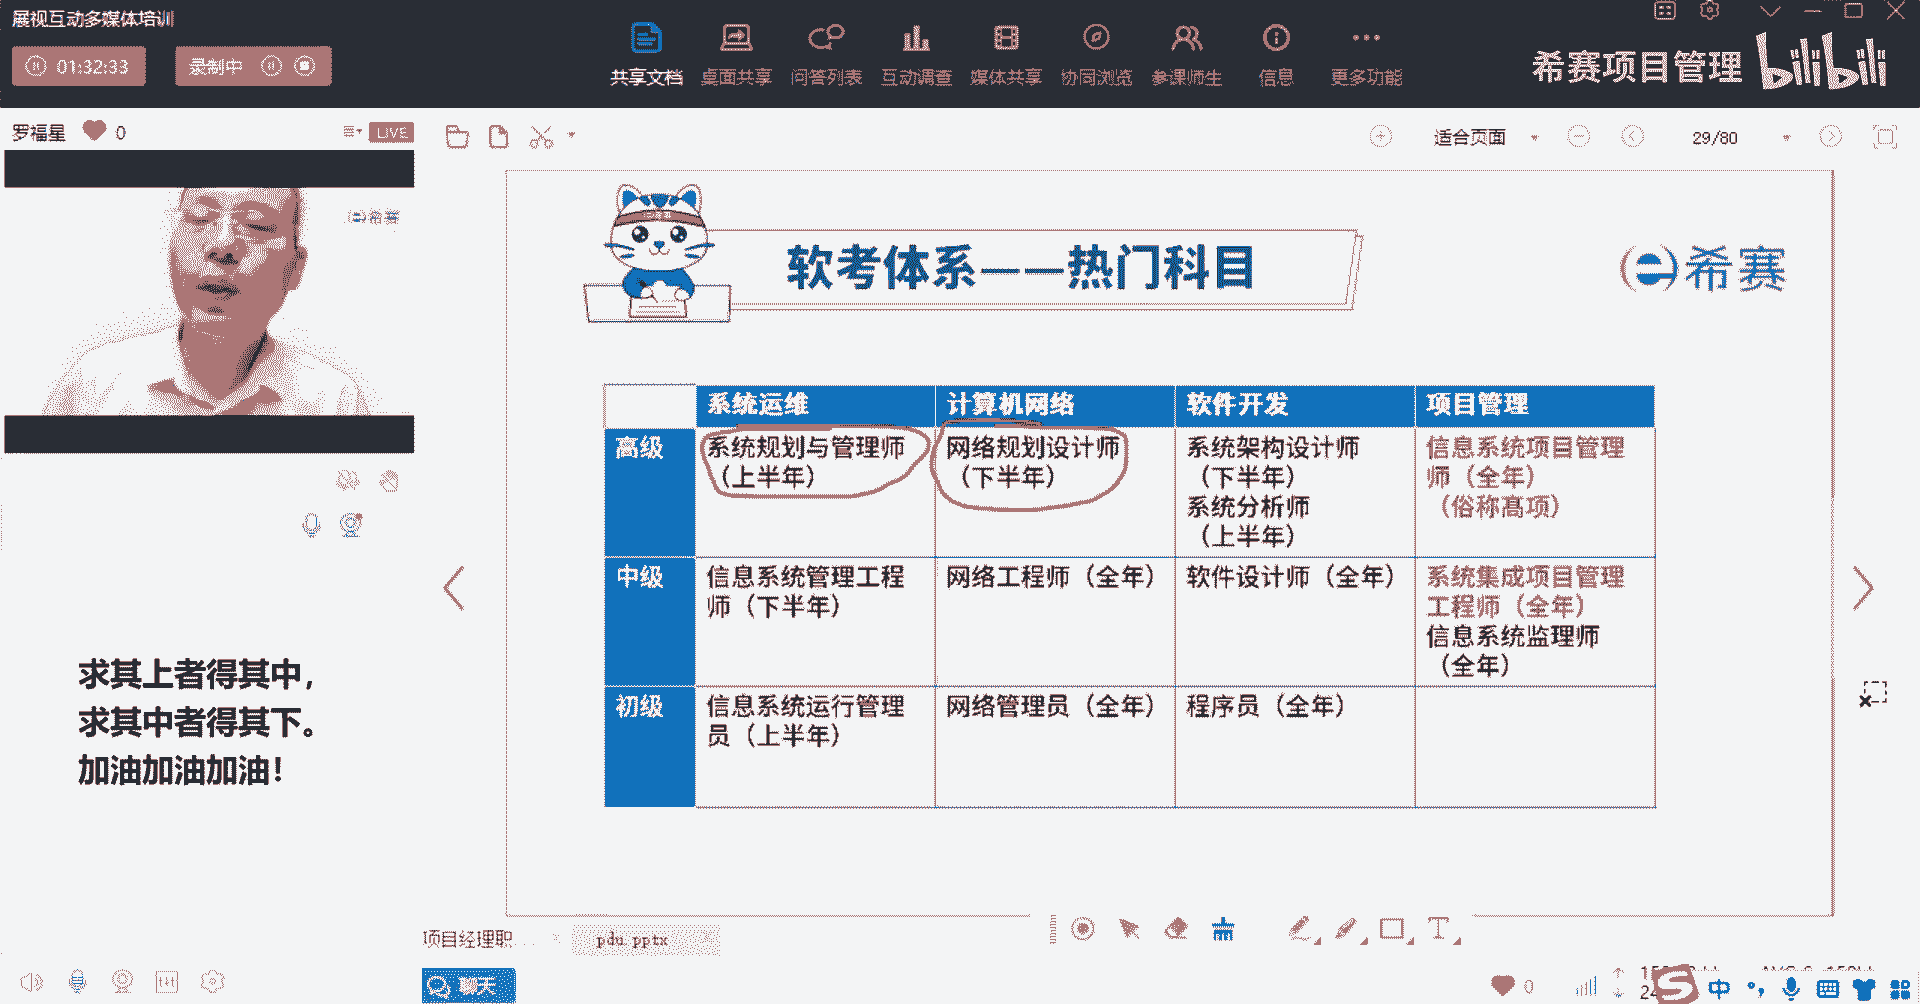 展视互动多媒体培训
01:32:33
录制中
共享文档
桌面共享
问答列表
互动调查
媒体共享
协同浏览
参课师生
信息
更多功能
希赛项目管理
bilibili
罗福星
0
LIVE
适合页面
29/80
希赛
软考体系——热门科目
希赛
系统运维
计算机网络
软件开发
项目管理
高级
系统规划与管理师
（上半年）
网络规划设计师
（下半年）
系统架构设计师
（下半年）
系统分析师
（上半年）
信息系统项目管理
师（全年）
（俗称高项）
中级
信息系统管理工程
师（下半年）
网络工程师（全年）
软件设计师（全年）
系统集成项目管理
工程师（全年）
信息系统监理师
（全年）
初级
信息系统运行管理
员（上半年）
网络管理员（全年）
程序员（全年）
求其上者得其中，
求其中者得其下。
加油加油加油！
项目经理职...
pdu.pptx
聊天
0
中